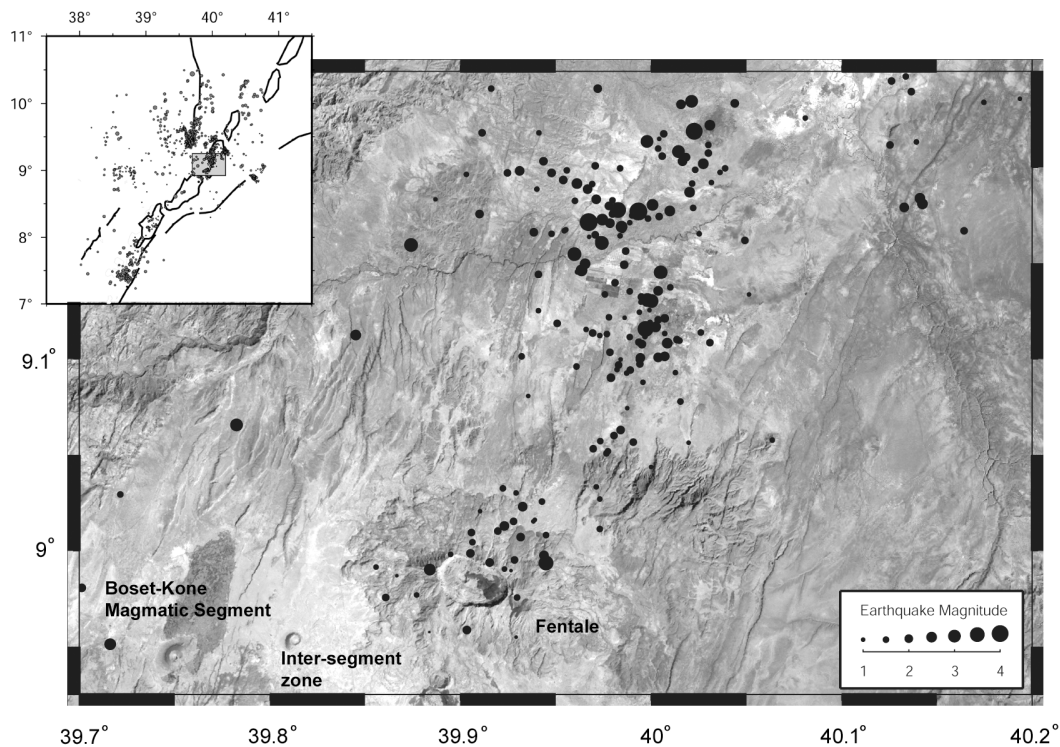 38° 39° 40° 41°
11°
10°
9°
8°
7°
9.1°
9°
Boset-Kone
Magmatic Segment
Inter-segment
zone
Fentale
Earthquake Magnitude
1 2 3 4
39.7° 39.8° 39.9° 40° 40.1° 40.2°